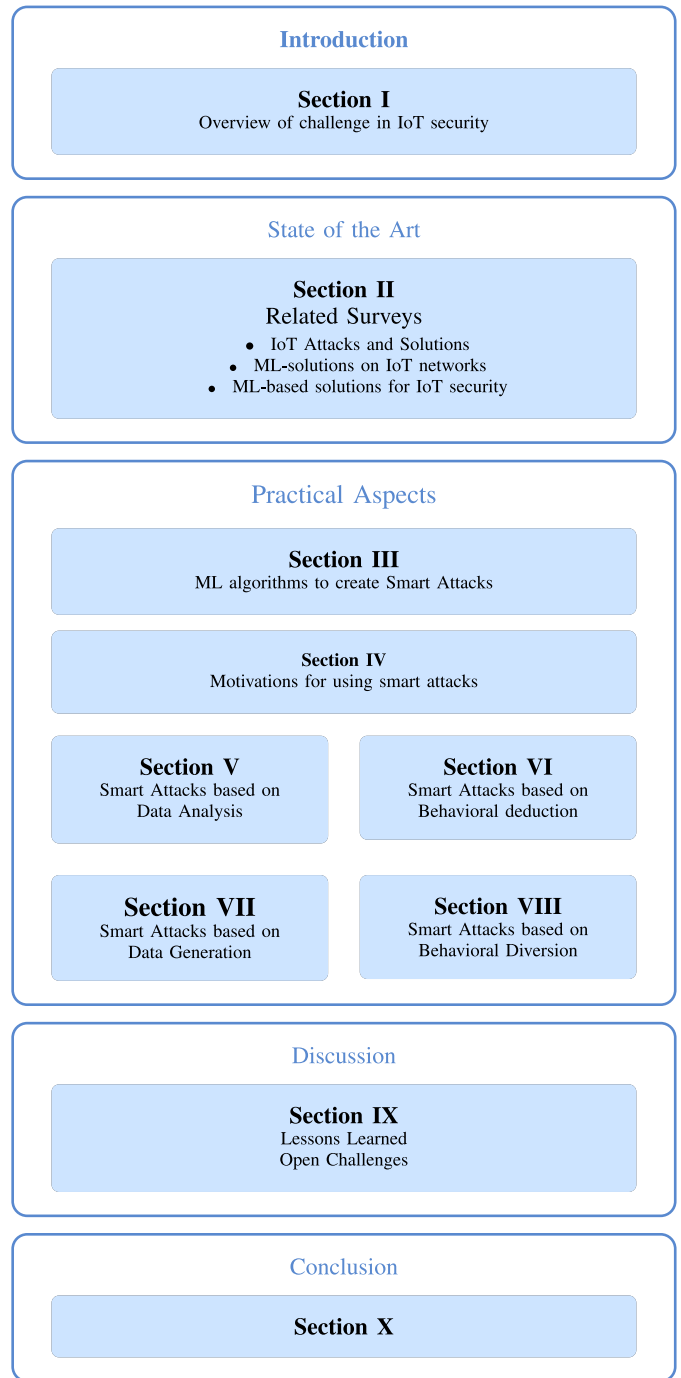 Introduction
Section I
Overview of challenge in IoT security
State of the Art
Section II
Related Surveys
• IoT Attacks and Solutions
• ML-solutions on IoT networks
• ML-based solutions for IoT security
Practical Aspects
Section III
ML algorithms to create Smart Attacks
Section IV
Motivations for using smart attacks
Section V
Smart Attacks based on
Data Analysis
Section VI
Smart Attacks based on
Behavioral deduction
Section VII
Smart Attacks based on
Data Generation
Section VIII
Smart Attacks based on
Behavioral Diversion
Discussion
Section IX
Lessons Learned
Open Challenges
Conclusion
Section X